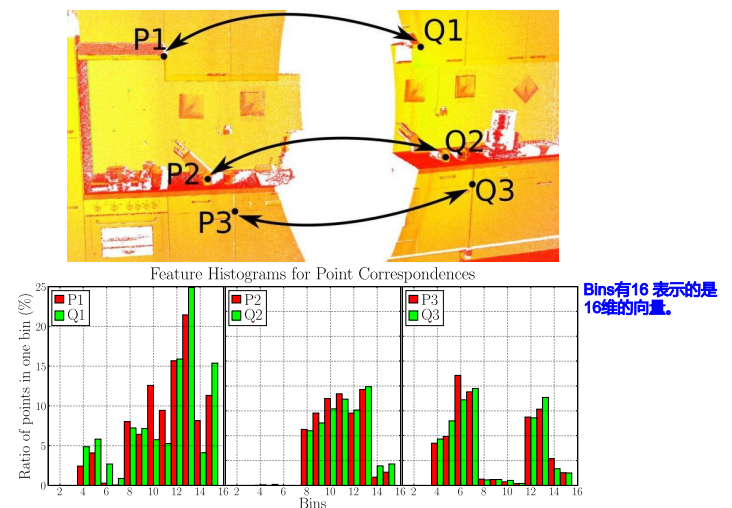 P1
Q1
P2
Q2
P3
Q3
Feature Histograms for Point Correspondences
Ratio of points in one bin (%)
25
20
15
10
5
0
P1
Q1
P2
Q2
P3
Q3
2 4 6 8 10 12 14 16 2 4 6 8 10 12 14 16 2 4 6 8 10 12 14 16
Bins
Bins有16 表示的是
16维的向量。